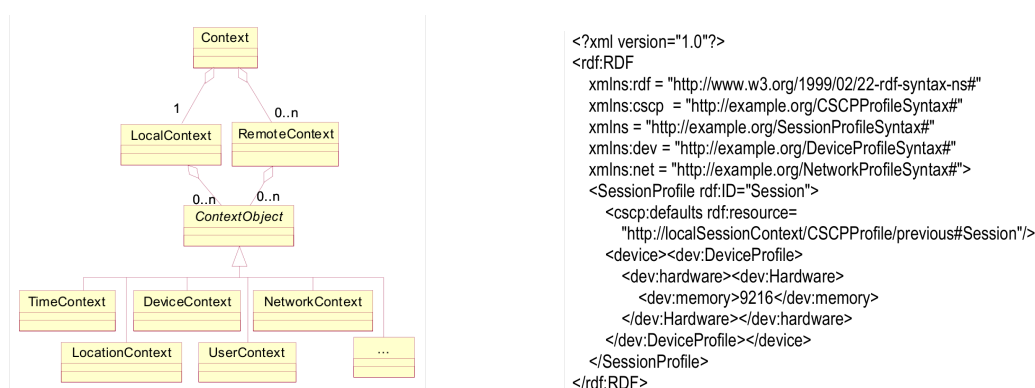 Context
1
0..n
LocalContext
RemoteContext
0..n
0..n
ContextObject
TimeContext
DeviceContext
NetworkContext
LocationContext
UserContext
...
<?xml version="1.0"?>
<rdf:RDF
xmlns:rdf = "http://www.w3.org/1999/02/22-rdf-syntax-ns#"
xmlns:cscp = "http://example.org/CSCPProfileSyntax#"
xmlns = "http://example.org/SessionProfileSyntax#"
xmlns:dev = "http://example.org/DeviceProfileSyntax#"
xmlns:net = "http://example.org/NetworkProfileSyntax#">
<SessionProfile rdf:ID="Session">
<cscp:defaults rdf:resource=
"http://localSessionContext/CSCPProfile/previous#Session"/>
<device><dev:DeviceProfile>
<dev:hardware><dev:Hardware>
<dev:memory>9216</dev:memory>
</dev:Hardware></dev:hardware>
</dev:DeviceProfile></device>
</SessionProfile>
</rdf:RDF>